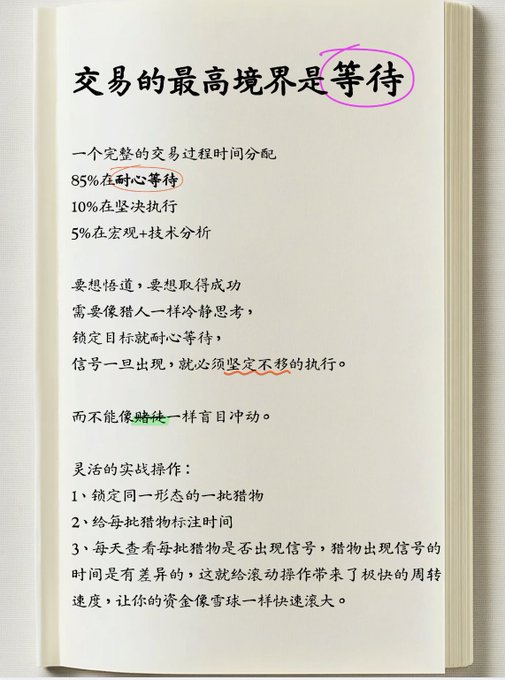 交易的最高境界是等待
一个完整的交易过程时间分配
85%在耐心等待
10%在坚决执行
5%在宏观+技术分析
要想悟道，要想取得成功
需要像猎人一样冷静思考，
锁定目标就耐心等待，
信号一旦出现，就必须坚定不移的执行。
而不能像赌徒一样盲目冲动。
灵活的实战操作：
1、锁定同一形态的一批猎物
2、给每批猎物标注时间
3、每天查看每批猎物是否出现信号，猎物出现信号的
时间是有差异的，这就给滚动操作带来了极快的周转
速度，让你的资金像雪球一样快速滚大。